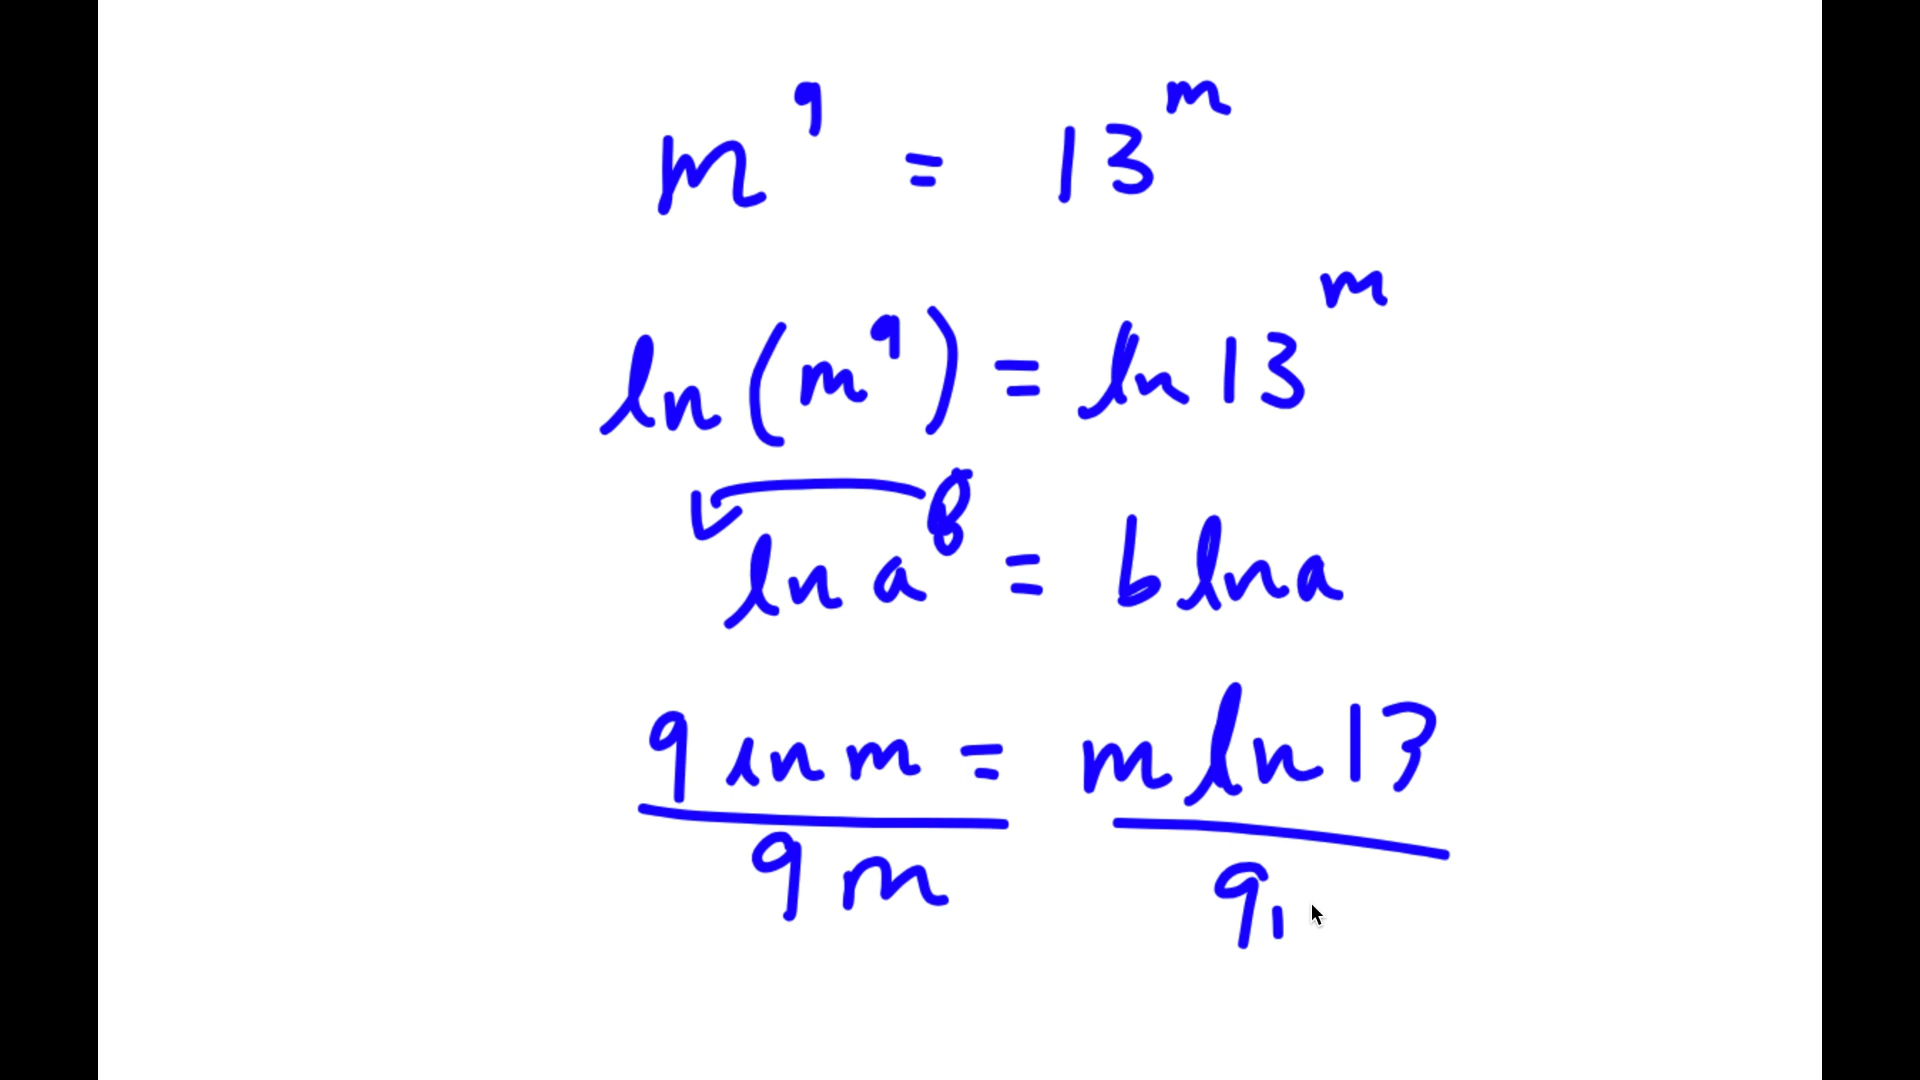 m^9 = 13^m
ln(m^9) = ln 13^m
ln a^b = b ln a
9 ln m = m ln 13
9m 9